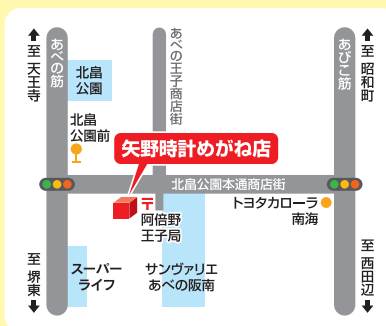 至 天王寺
あべの筋
北畠
公園
あべの王子商店街
あびこ筋
至 昭和町
北畠
公園前
矢野時計めがね店
北畠公園本通商店街
〒
阿倍野
王子局
トヨタカローラ
南海
至 堺東
スーパー
ライフ
サンヴァリエ
あべの阪南
至 西田辺